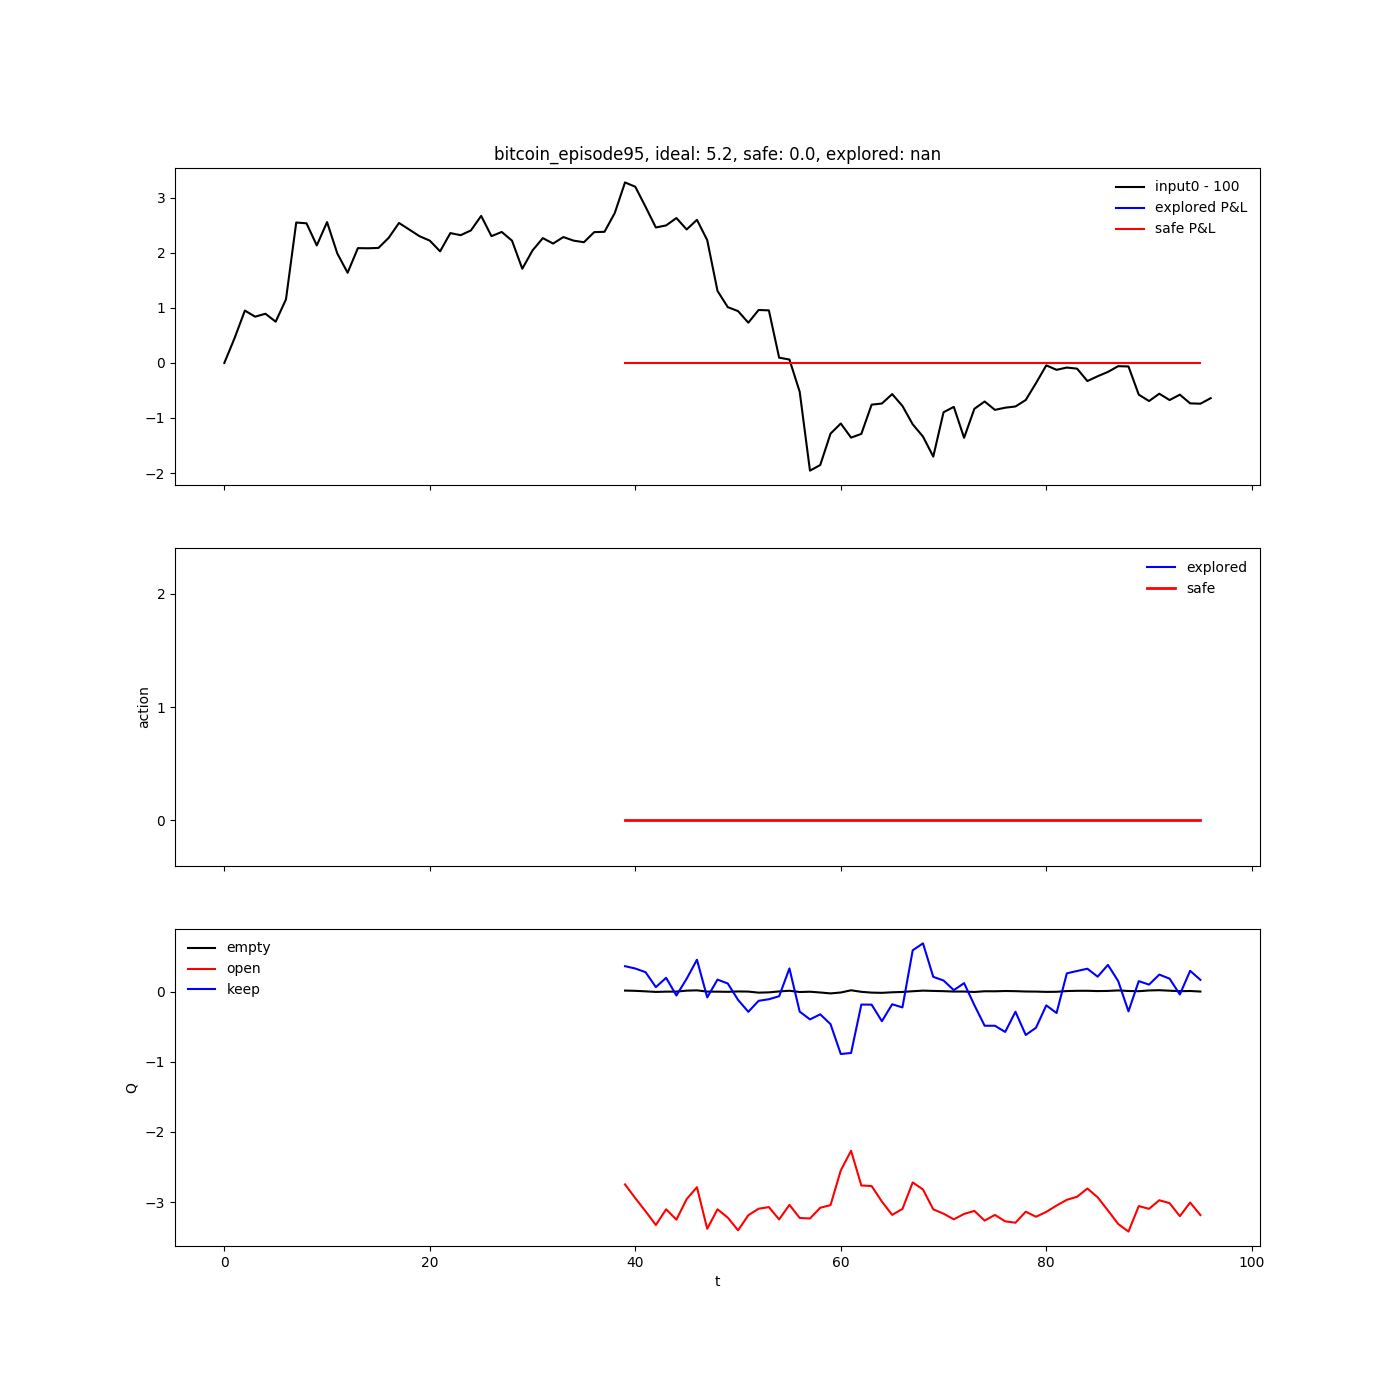 bitcoin_episode95, ideal: 5.2, safe: 0.0, explored: nan
3
2
1
0
−1
−2
input0 - 100
explored P&L
safe P&L
action
2
1
0
explored
safe
Q
0
−1
−2
−3
empty
open
keep
0 20 40 60 80 100
t